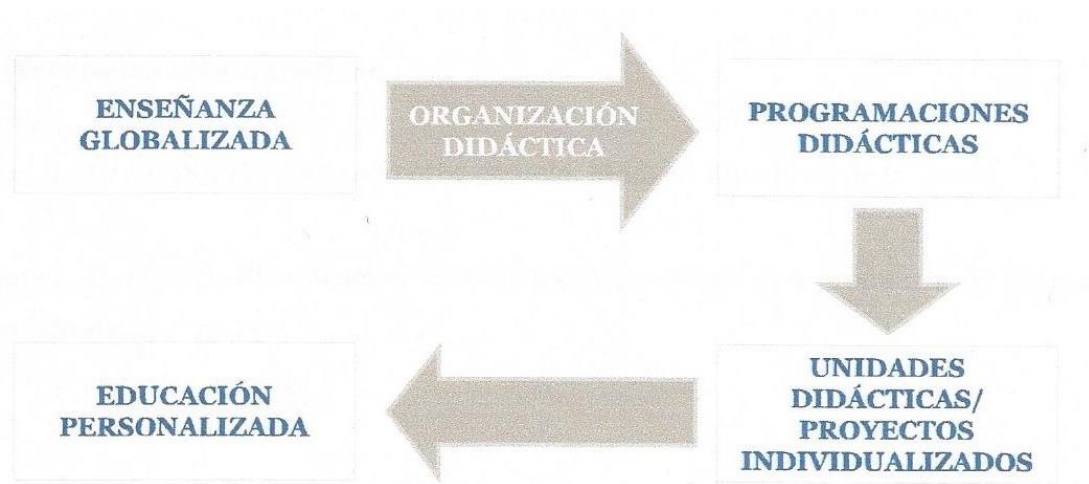 ENSEÑANZA
GLOBALIZADA
ORGANIZACIÓN
DIDÁCTICA
PROGRAMACIONES
DIDÁCTICAS
UNIDADES
DIDÁCTICAS/
PROYECTOS
INDIVIDUALIZADOS
EDUCACIÓN
PERSONALIZADA